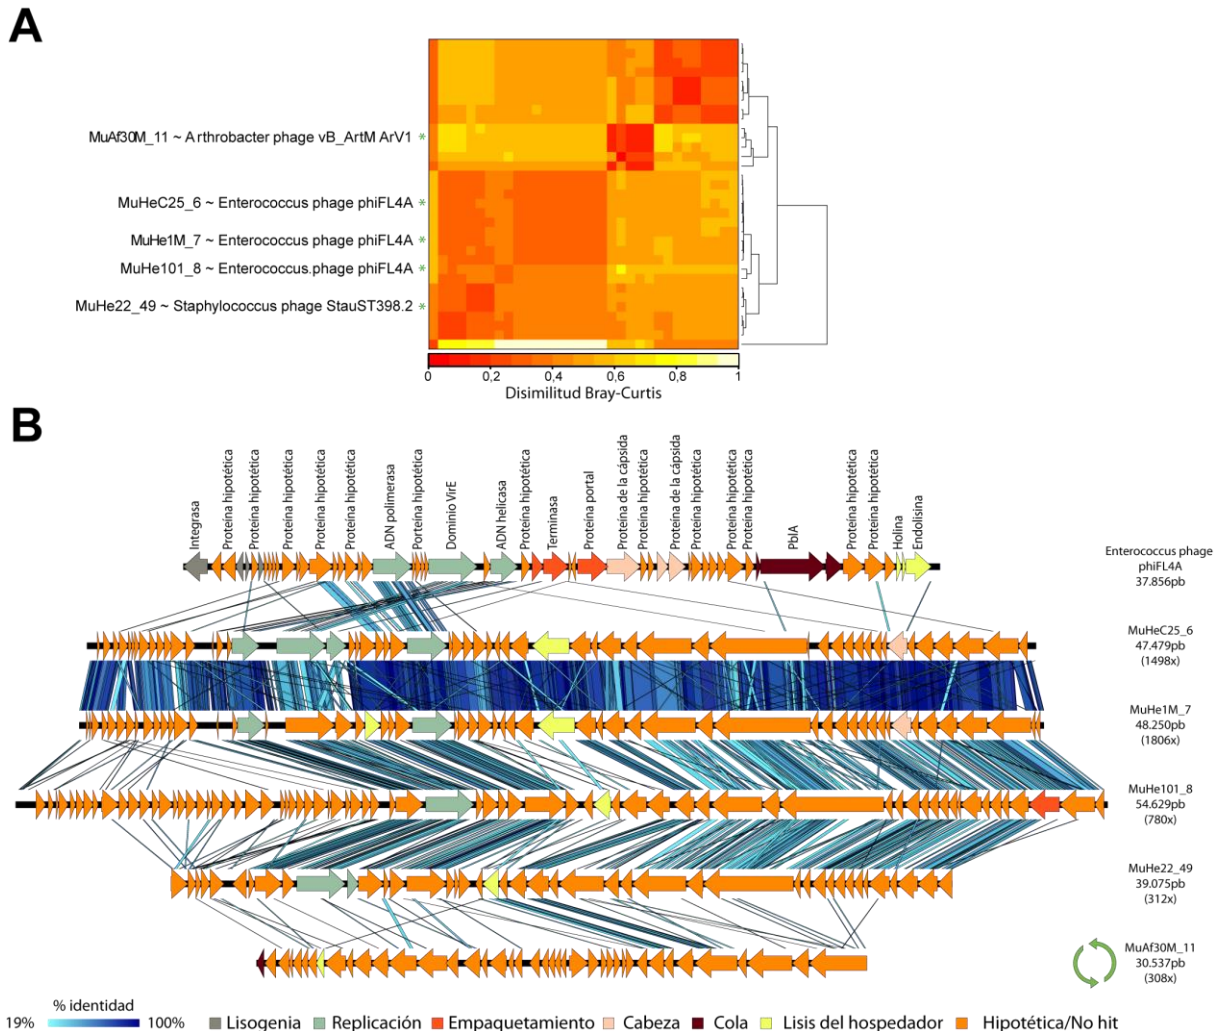 A
MuAf30M_11 ~ Arthrobacter phage vB_ArtM ArV1 *
MuHeC25_6 ~ Enterococcus phage phiFL4A *
MuHe1M_7 ~ Enterococcus phage phiFL4A *
MuHe101_8 ~ Enterococcus.phage phiFL4A *
MuHe22_49 ~ Staphylococcus phage StauST398.2 *
0 0,2 0,4 0,6 0,8 1
Disimilitud Bray-Curtis
B
Integrasa
Proteína hipotética
Proteína hipotética
Proteína hipotética
Proteína hipotética
Proteína hipotética
ADN polimerasa
Porteína hipotética
Dominio VirE
ADN helicasa
Proteína hipotética
Terminasa
Proteína portal
Proteína de la cápsida
Proteína hipotética
Proteína de la cápsida
Proteína hipotética
Proteína hipotética
Proteína hipotética
PblA
Proteína hipotética
Proteína hipotética
Holina
Endolisina
Enterococcus phage
phiFL4A
37.856pb
MuHeC25_6
47.479pb
(1498x)
MuHe1M_7
48.250pb
(1806x)
MuHe101_8
54.629pb
(780x)
MuHe22_49
39.075pb
(312x)
MuAf30M_11
30.537pb
(308x)
% identidad
19% 100%
Lisogenia Replicación Empaquetamiento Cabeza Cola Lisis del hospedador Hipotética/No hit